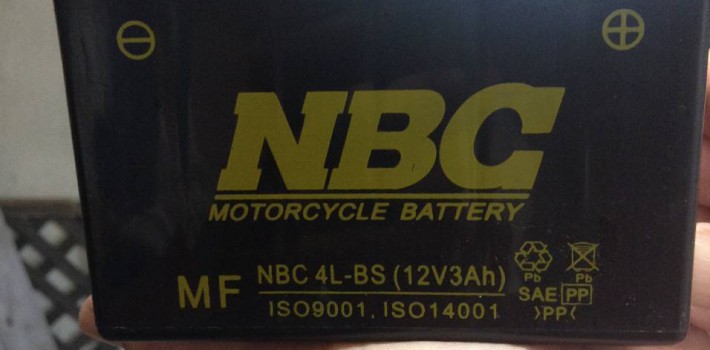 NBC
MOTORCYCLE BATTERY
MF
NBC 4L-BS (12V3Ah)
ISO9001, ISO14001
Pb
Pb
SAE PP
>PP<